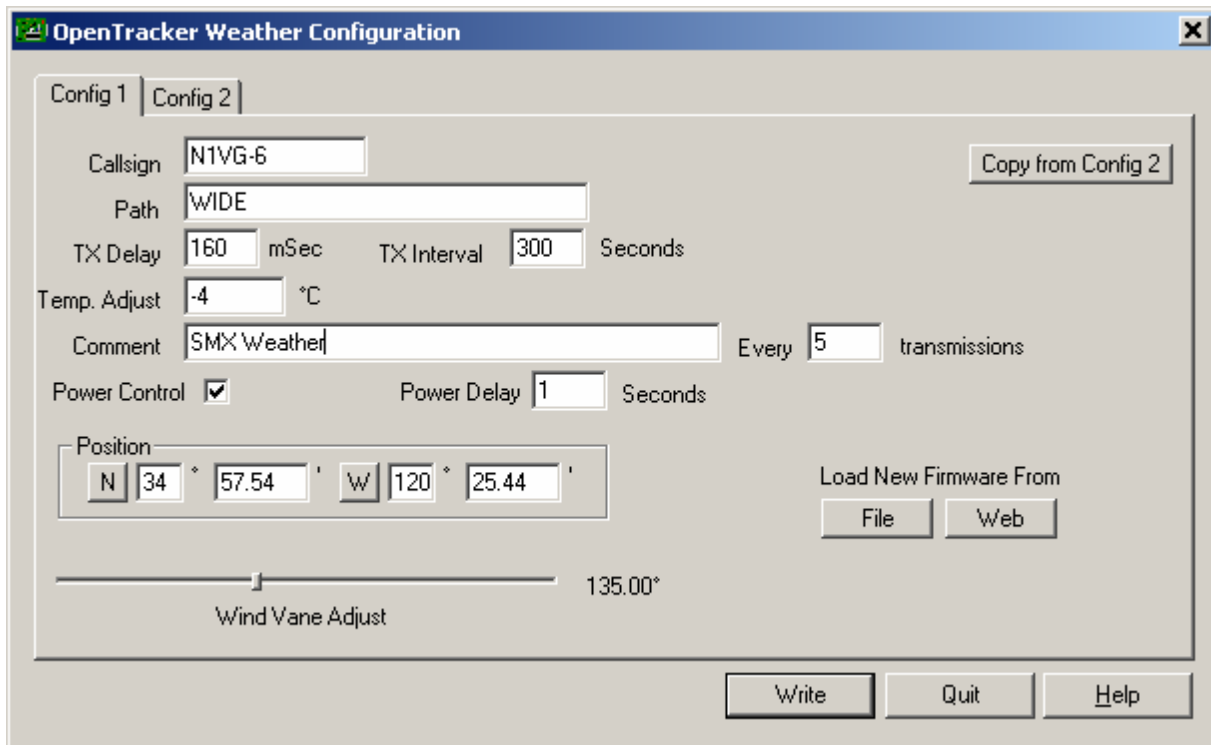 OpenTracker Weather Configuration
Config 1 Config 2
Callsign N1VG-6 Copy from Config 2
Path WIDE
TX Delay 160 mSec TX Interval 300 Seconds
Temp. Adjust -4 °C
Comment SMX Weather Every 5 transmissions
Power Control Power Delay 1 Seconds
Position
N 34 ° 57.54 ' W 120 ° 25.44 '
Load New Firmware From
File Web
135.00°
Wind Vane Adjust
Write Quit Help